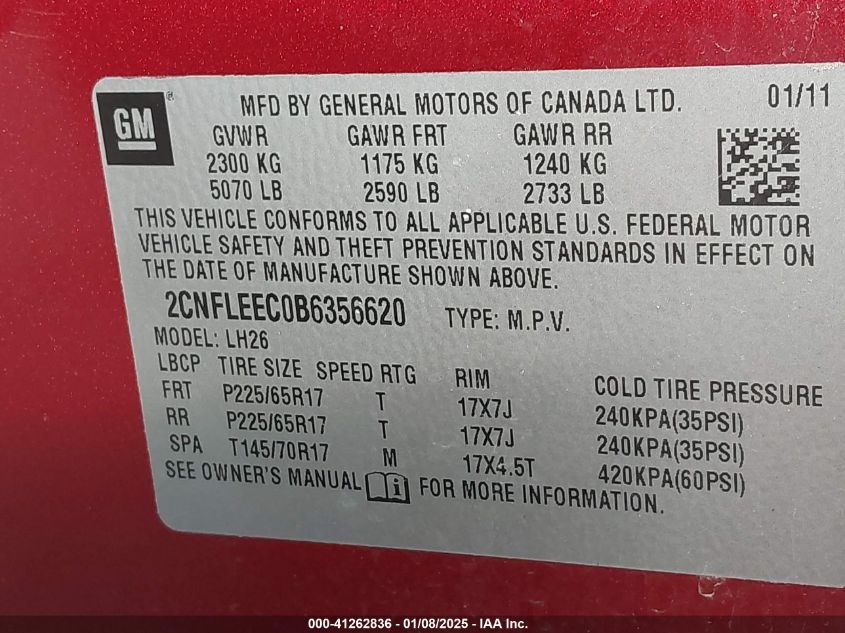 GM® MFD BY GENERAL MOTORS OF CANADA LTD. 01/11
GVWR GAWR FRT GAWR RR
2300 KG 1175 KG 1240 KG
5070 LB 2590 LB 2733 LB
THIS VEHICLE CONFORMS TO ALL APPLICABLE U.S. FEDERAL MOTOR
VEHICLE SAFETY AND THEFT PREVENTION STANDARDS IN EFFECT ON
THE DATE OF MANUFACTURE SHOWN ABOVE.
2CNFLEEC0B6356620 TYPE: M.P.V.
MODEL: LH26
LBCP TIRE SIZE SPEED RTG RIM COLD TIRE PRESSURE
FRT P225/65R17 T 17X7J 240KPA(35PSI)
RR P225/65R17 T 17X7J 240KPA(35PSI)
SPA T145/70R17 M 17X4.5T 420KPA(60PSI)
SEE OWNER'S MANUAL FOR MORE INFORMATION.
000-41262836 - 01/08/2025 - IAA Inc.